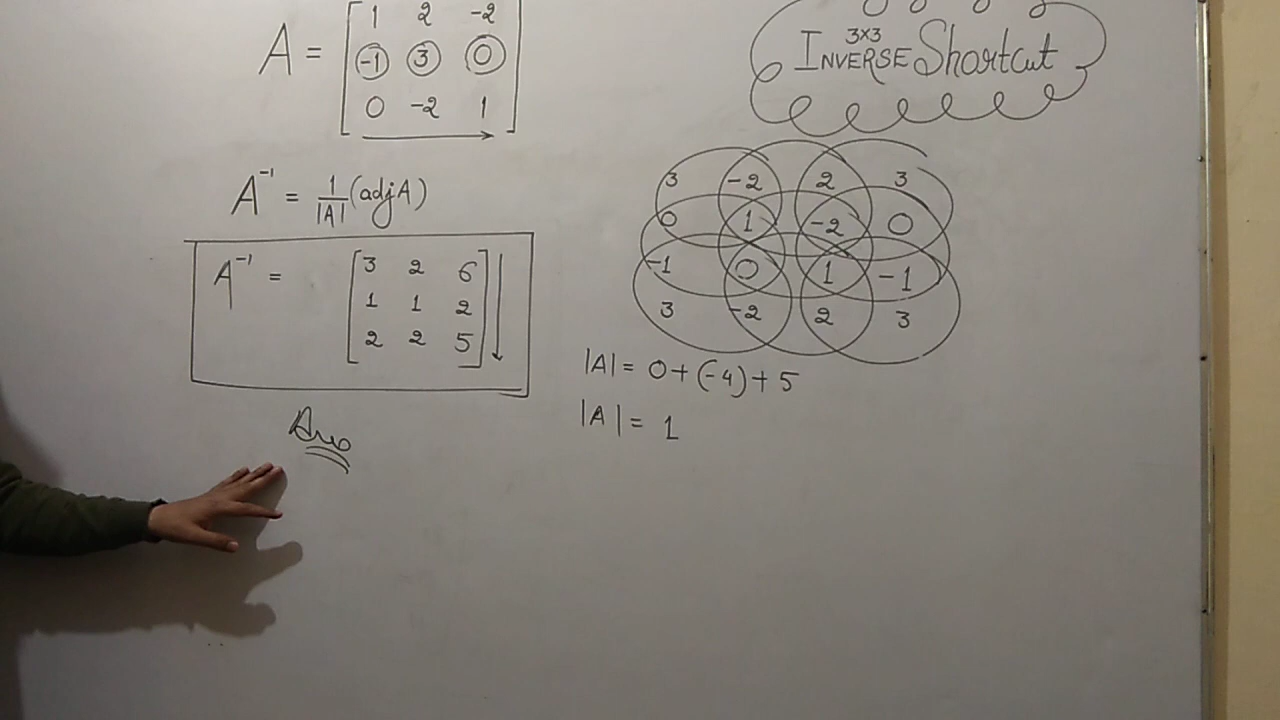 A = [ 1 2 -2
-1 3 0
0 -2 1 ]
A⁻¹ = 1/|A| (adjA)
A⁻¹ = [ 3 2 6
1 1 2
2 2 5 ]
Ans
3×3
INVERSE Shortcut
3 -2 2 3
0 1 -2 0
-1 0 1 -1
3 -2 2 3
|A| = 0+(-4)+5
|A| = 1